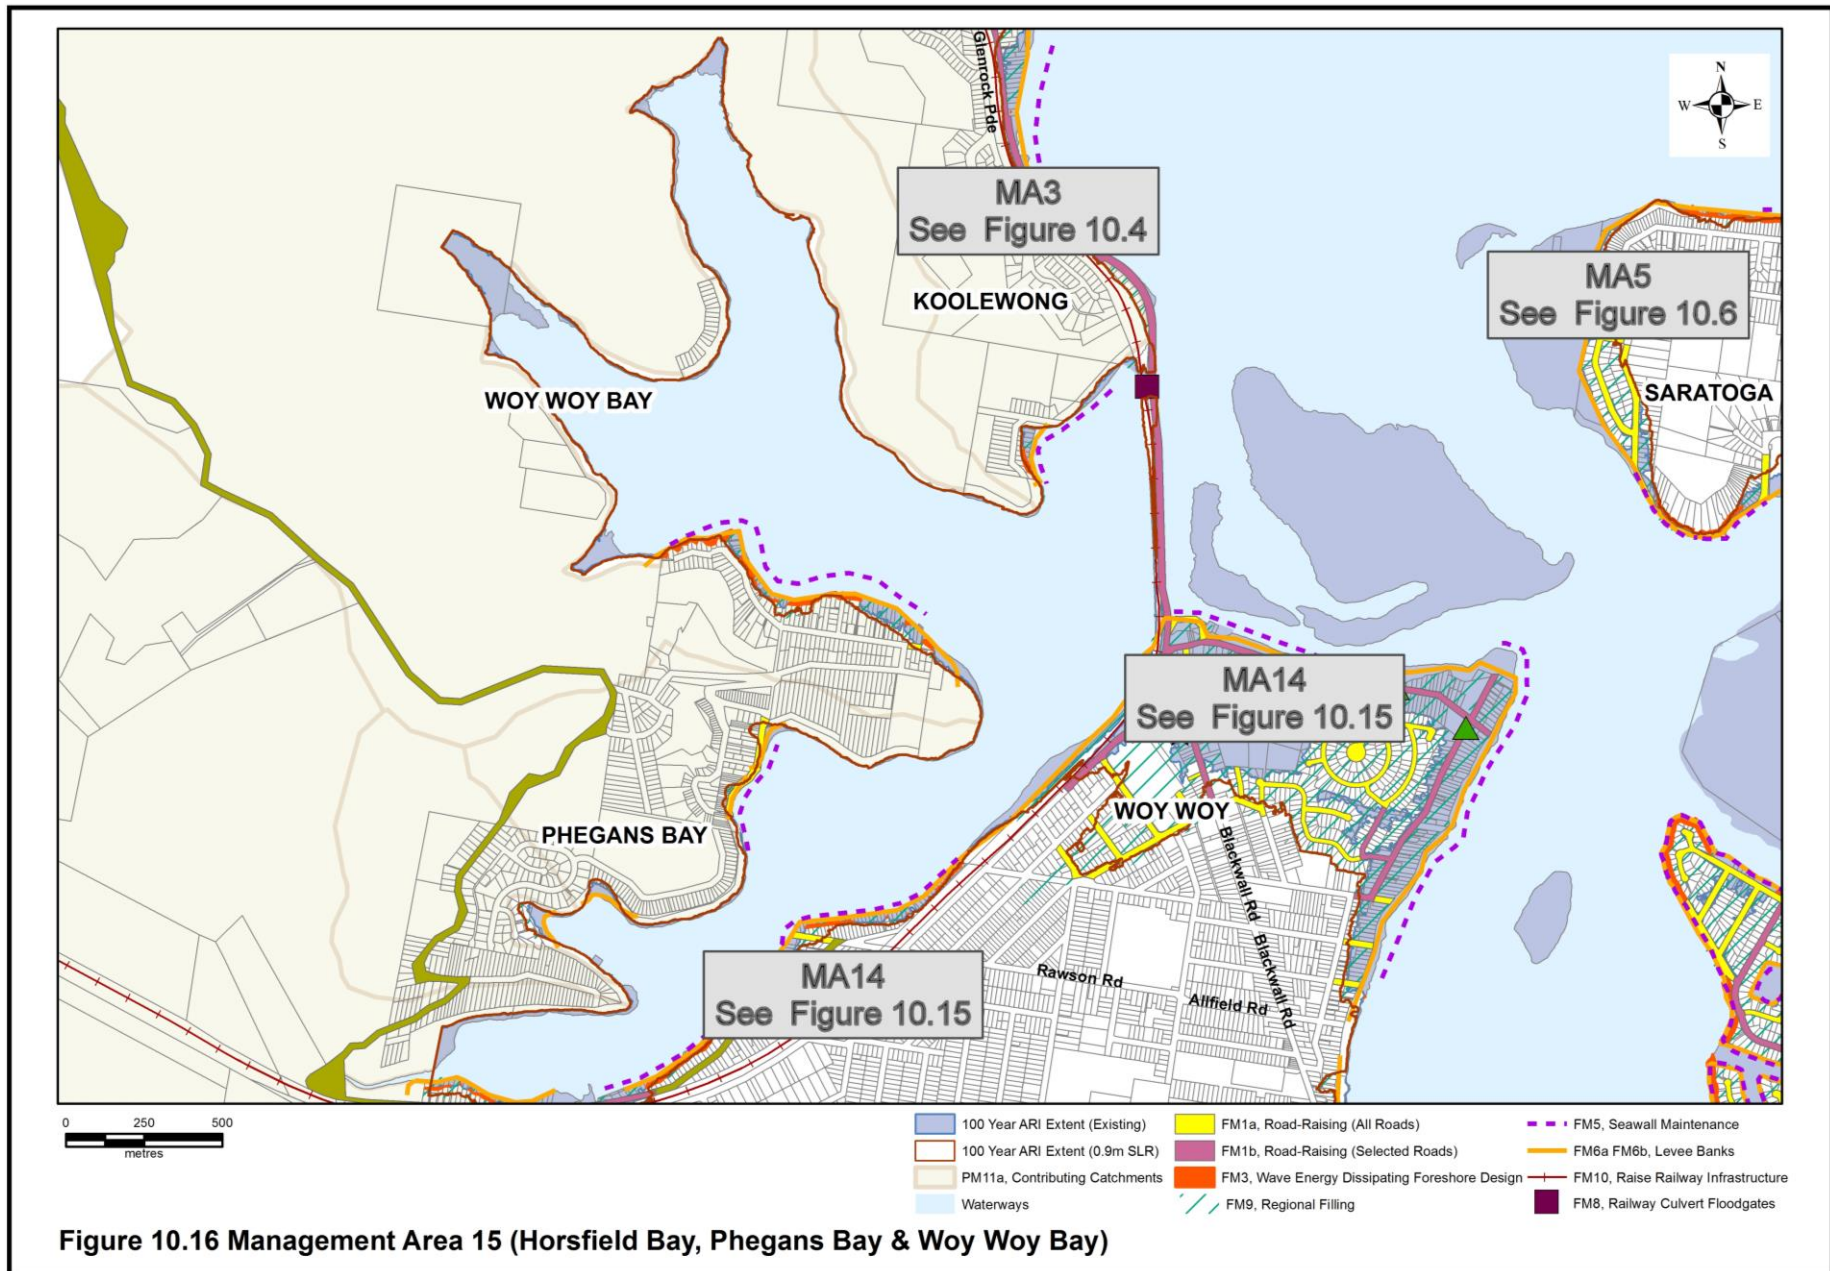 Glenrock Pde
N
W E
S
MA3
See Figure 10.4
MA5
See Figure 10.6
KOOLEWONG
SARATOGA
WOY WOY BAY
MA14
See Figure 10.15
WOY WOY
PHEGANS BAY
Blackwall Rd
Blackwall Rd
MA14
See Figure 10.15
Rawson Rd
Allfield Rd
0 250 500
metres
100 Year ARI Extent (Existing)
100 Year ARI Extent (0.9m SLR)
PM11a, Contributing Catchments
Waterways
FM1a, Road-Raising (All Roads)
FM1b, Road-Raising (Selected Roads)
FM3, Wave Energy Dissipating Foreshore Design
FM9, Regional Filling
FM5, Seawall Maintenance
FM6a FM6b, Levee Banks
FM10, Raise Railway Infrastructure
FM8, Railway Culvert Floodgates
Figure 10.16 Management Area 15 (Horsfield Bay, Phegans Bay & Woy Woy Bay)